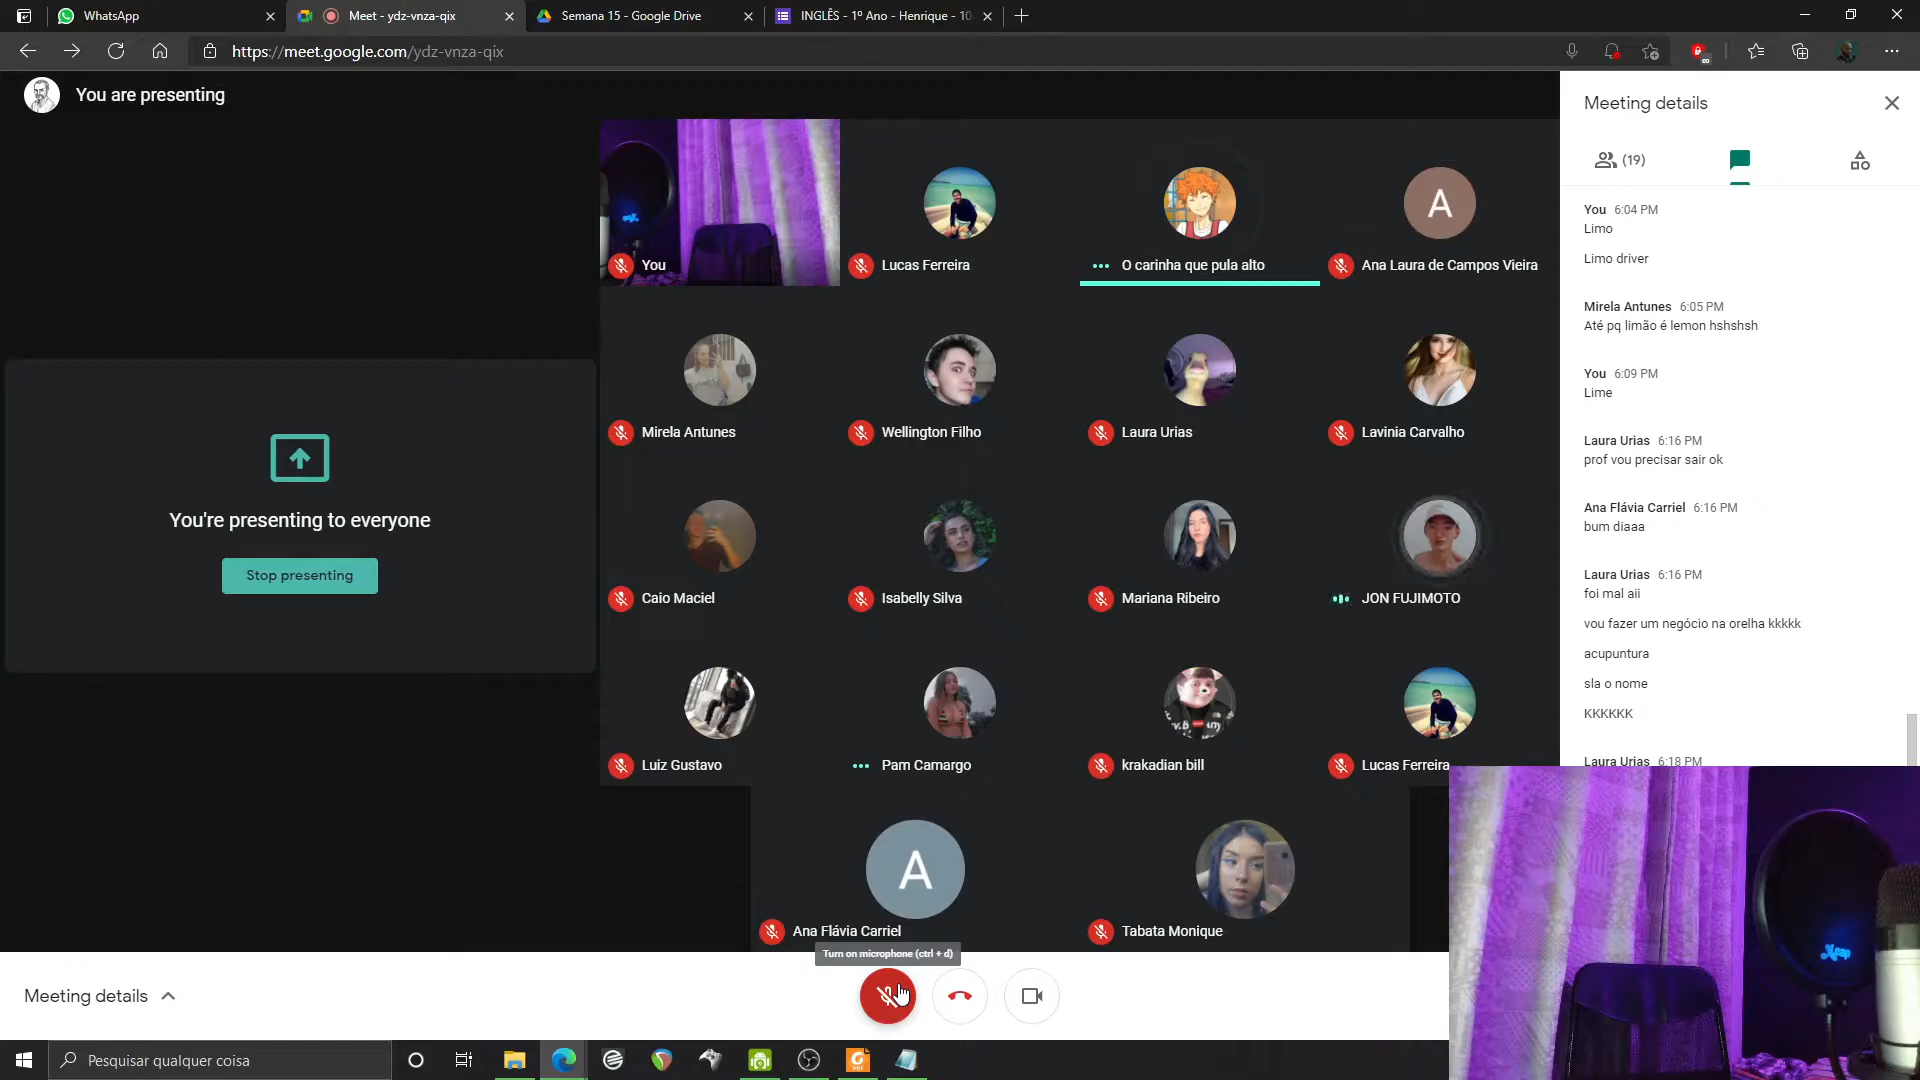 WhatsApp
Meet - ydz-vnza-qix
Semana 15 - Google Drive
INGLÊS - 1º Ano - Henrique - 10
https://meet.google.com/ydz-vnza-qix
You are presenting
You're presenting to everyone
Stop presenting
You
Lucas Ferreira
O carinha que pula alto
A
Ana Laura de Campos Vieira
Mirela Antunes
Wellington Filho
Laura Urias
Lavinia Carvalho
Caio Maciel
Isabelly Silva
Mariana Ribeiro
JON FUJIMOTO
Luiz Gustavo
Pam Camargo
krakadian bill
Lucas Ferreira
A
Ana Flávia Carriel
Tabata Monique
Turn on microphone (ctrl + d)
Meeting details
Meeting details
(19)
You 6:04 PM
Limo
Limo driver
Mirela Antunes 6:05 PM
Até pq limão é lemon hshshsh
You 6:09 PM
Lime
Laura Urias 6:16 PM
prof vou precisar sair ok
Ana Flávia Carriel 6:16 PM
bum diaaa
Laura Urias 6:16 PM
foi mal aii
vou fazer um negócio na orelha kkkkk
acupuntura
sla o nome
KKKKKK
Laura Urias 6:18 PM
Pesquisar qualquer coisa